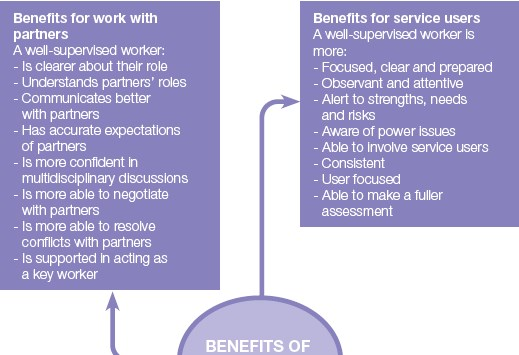 Benefits for work with
partners
A well-supervised worker:
- Is clearer about their role
- Understands partners' roles
- Communicates better
with partners
- Has accurate expectations
of partners
- Is more confident in
multidisciplinary discussions
- Is more able to negotiate
with partners
- Is more able to resolve
conflicts with partners
- Is supported in acting as
a key worker
Benefits for service users
A well-supervised worker is
more:
- Focused, clear and prepared
- Observant and attentive
- Alert to strengths, needs
and risks
- Aware of power issues
- Able to involve service users
- Consistent
- User focused
- Able to make a fuller
assessment
BENEFITS OF